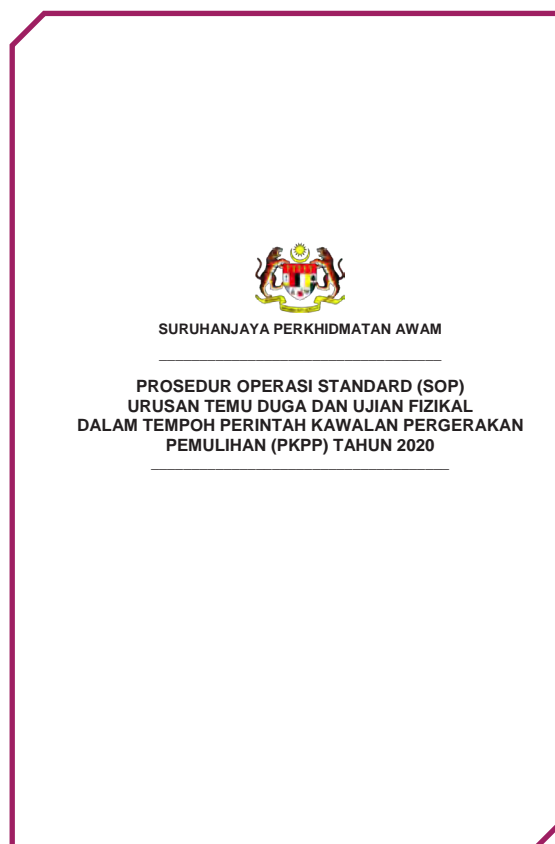 SURUHANJAYA PERKHIDMATAN AWAM
PROSEDUR OPERASI STANDARD (SOP)
URUSAN TEMU DUGA DAN UJIAN FIZIKAL
DALAM TEMPOH PERINTAH KAWALAN PERGERAKAN
PEMULIHAN (PKPP) TAHUN 2020